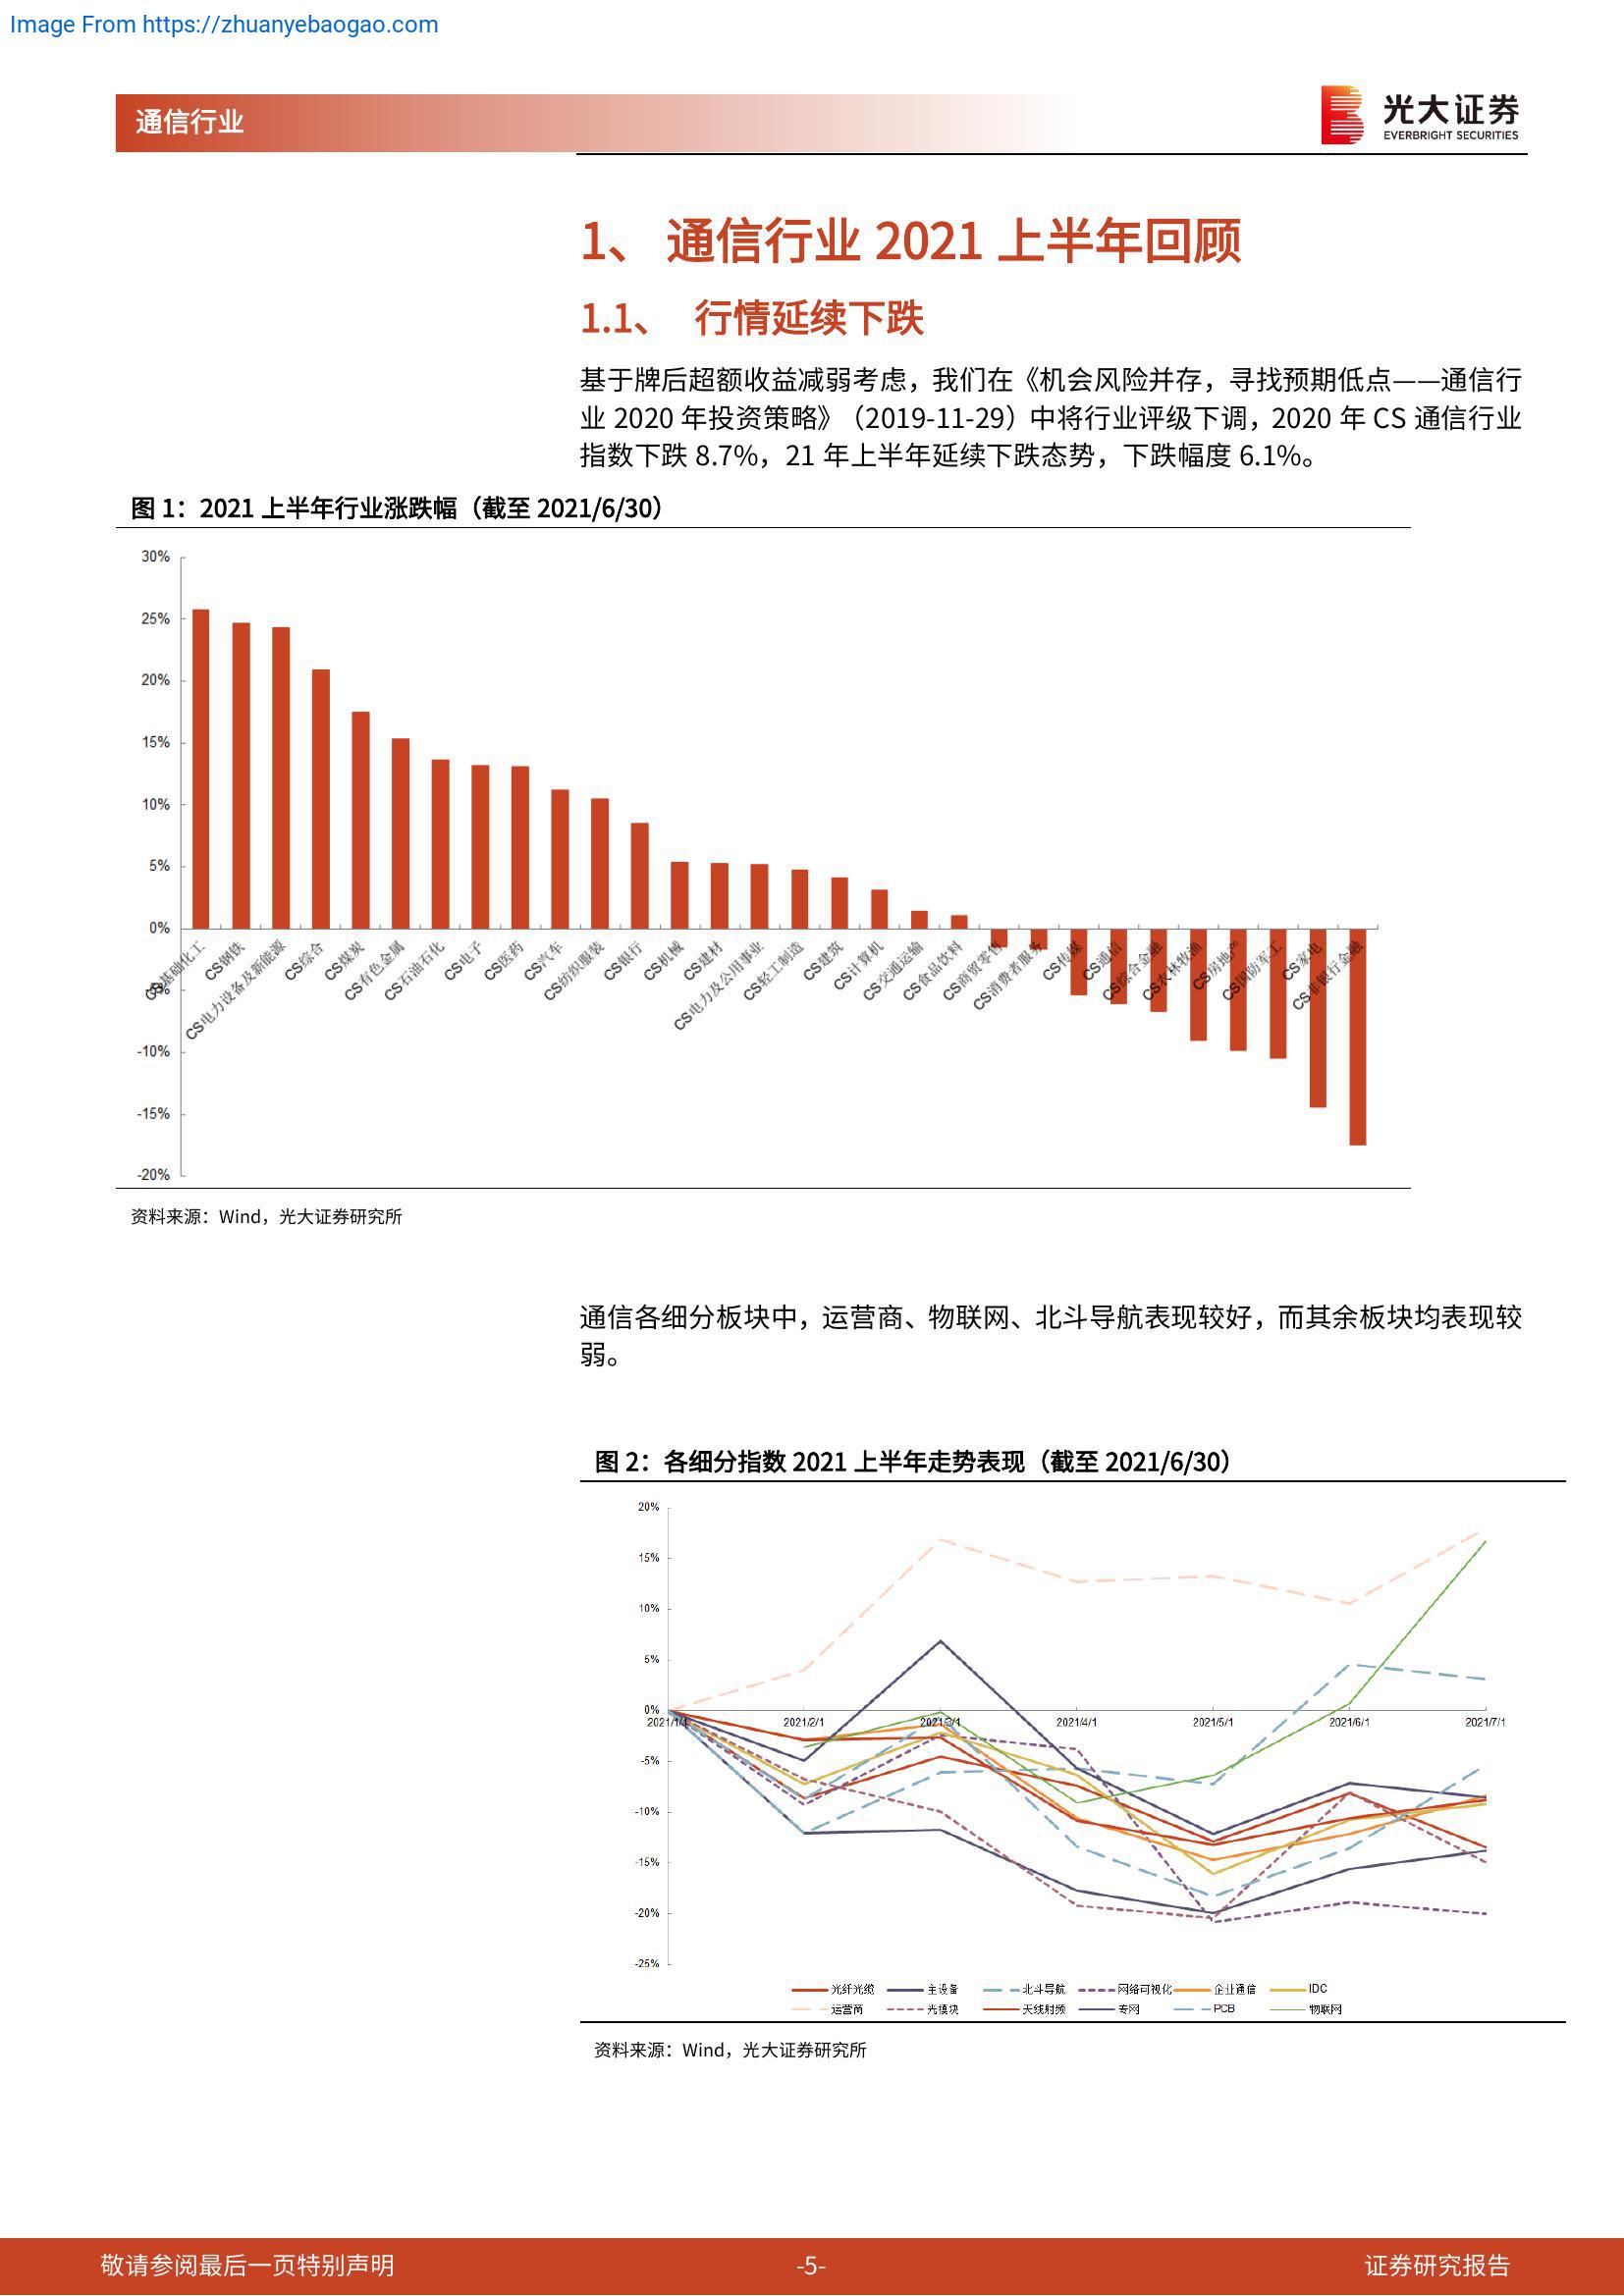 Image From https://zhuanyebaogao.com
通信行业
光大证券
EVERBRIGHT SECURITIES
1、 通信行业 2021 上半年回顾
1.1、 行情延续下跌
基于牌后超额收益减弱考虑，我们在《机会风险并存，寻找预期低点——通信行
业 2020 年投资策略》（2019-11-29）中将行业评级下调，2020 年 CS 通信行业
指数下跌 8.7%，21 年上半年延续下跌态势，下跌幅度 6.1%。
图 1：2021 上半年行业涨跌幅（截至 2021/6/30）
30%
25%
20%
15%
10%
5%
0%
-5%
-10%
-15%
-20%
CS基础化工
CS钢铁
CS电力设备及新能源
CS综合
CS煤炭
CS有色金属
CS石油石化
CS电子
CS医药
CS汽车
CS纺织服装
CS银行
CS机械
CS建材
CS电力及公用事业
CS轻工制造
CS建筑
CS计算机
CS交通运输
CS食品饮料
CS商贸零售
CS消费者服务
CS传媒
CS通信
CS综合金融
CS农林牧渔
CS房地产
CS国防军工
CS家电
CS非银行金融
资料来源：Wind，光大证券研究所
通信各细分板块中，运营商、物联网、北斗导航表现较好，而其余板块均表现较
弱。
图 2：各细分指数 2021 上半年走势表现（截至 2021/6/30）
20%
15%
10%
5%
0%
-5%
-10%
-15%
-20%
-25%
2021/1/1 2021/2/1 2021/3/1 2021/4/1 2021/5/1 2021/6/1 2021/7/1
光纤光缆 主设备 北斗导航 网络可视化 企业通信 IDC
运营商 光模块 天线射频 专网 PCB 物联网
资料来源：Wind，光大证券研究所
敬请参阅最后一页特别声明 -5- 证券研究报告